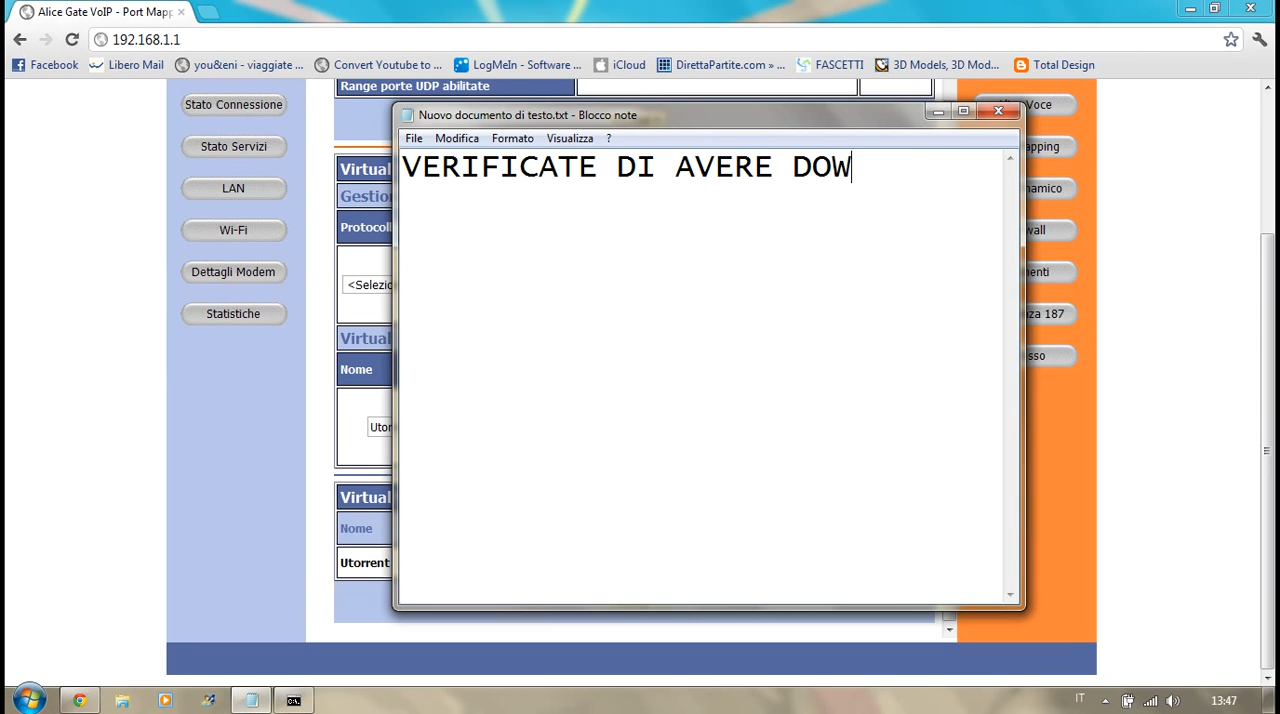 Alice Gate VoIP - Port Mapp
192.168.1.1
Facebook
Libero Mail
you&eni - viaggiate ...
Convert Youtube to ...
LogMeIn - Software ...
iCloud
DirettaPartite.com » ...
FASCETTI
3D Models, 3D Mod...
Total Design
Range porte UDP abilitate
Stato Connessione
Stato Servizi
LAN
Wi-Fi
Dettagli Modem
Statistiche
Virtual
Gestion
Protocoll
<Selezio
Virtual
Nome
Utor
Virtual
Nome
Utorrent
Nuovo documento di testo.txt - Blocco note
File Modifica Formato Visualizza ?
VERIFICATE DI AVERE DOW
Voce
apping
namico
wall
enti
nza 187
sso
IT
13:47